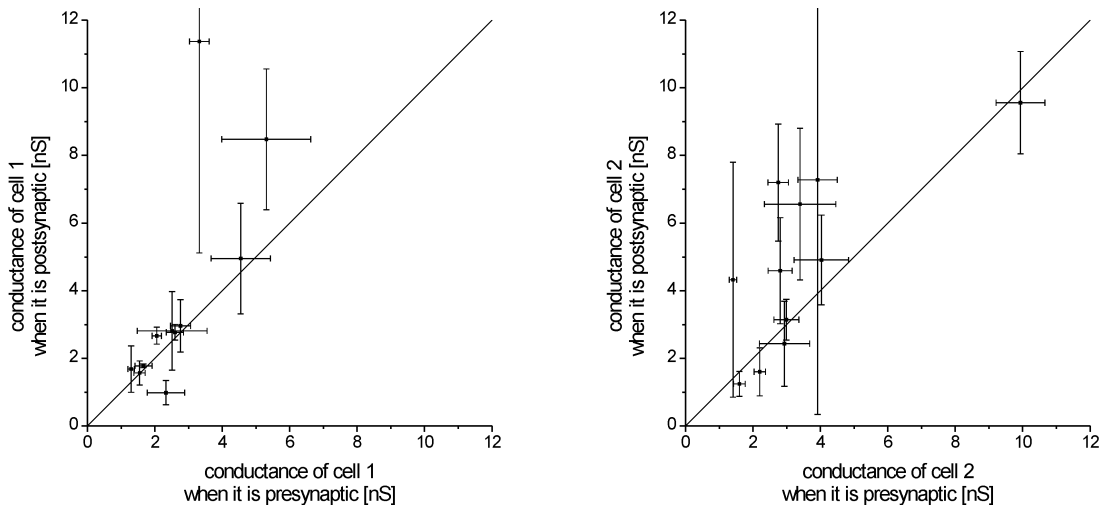 12
10
8
6
4
2
0
conductance of cell 1
when it is postsynaptic [nS]
0 2 4 6 8 10 12
conductance of cell 1
when it is presynaptic [nS]
12
10
8
6
4
2
0
conductance of cell 2
when it is postsynaptic [nS]
0 2 4 6 8 10 12
conductance of cell 2
when it is presynaptic [nS]